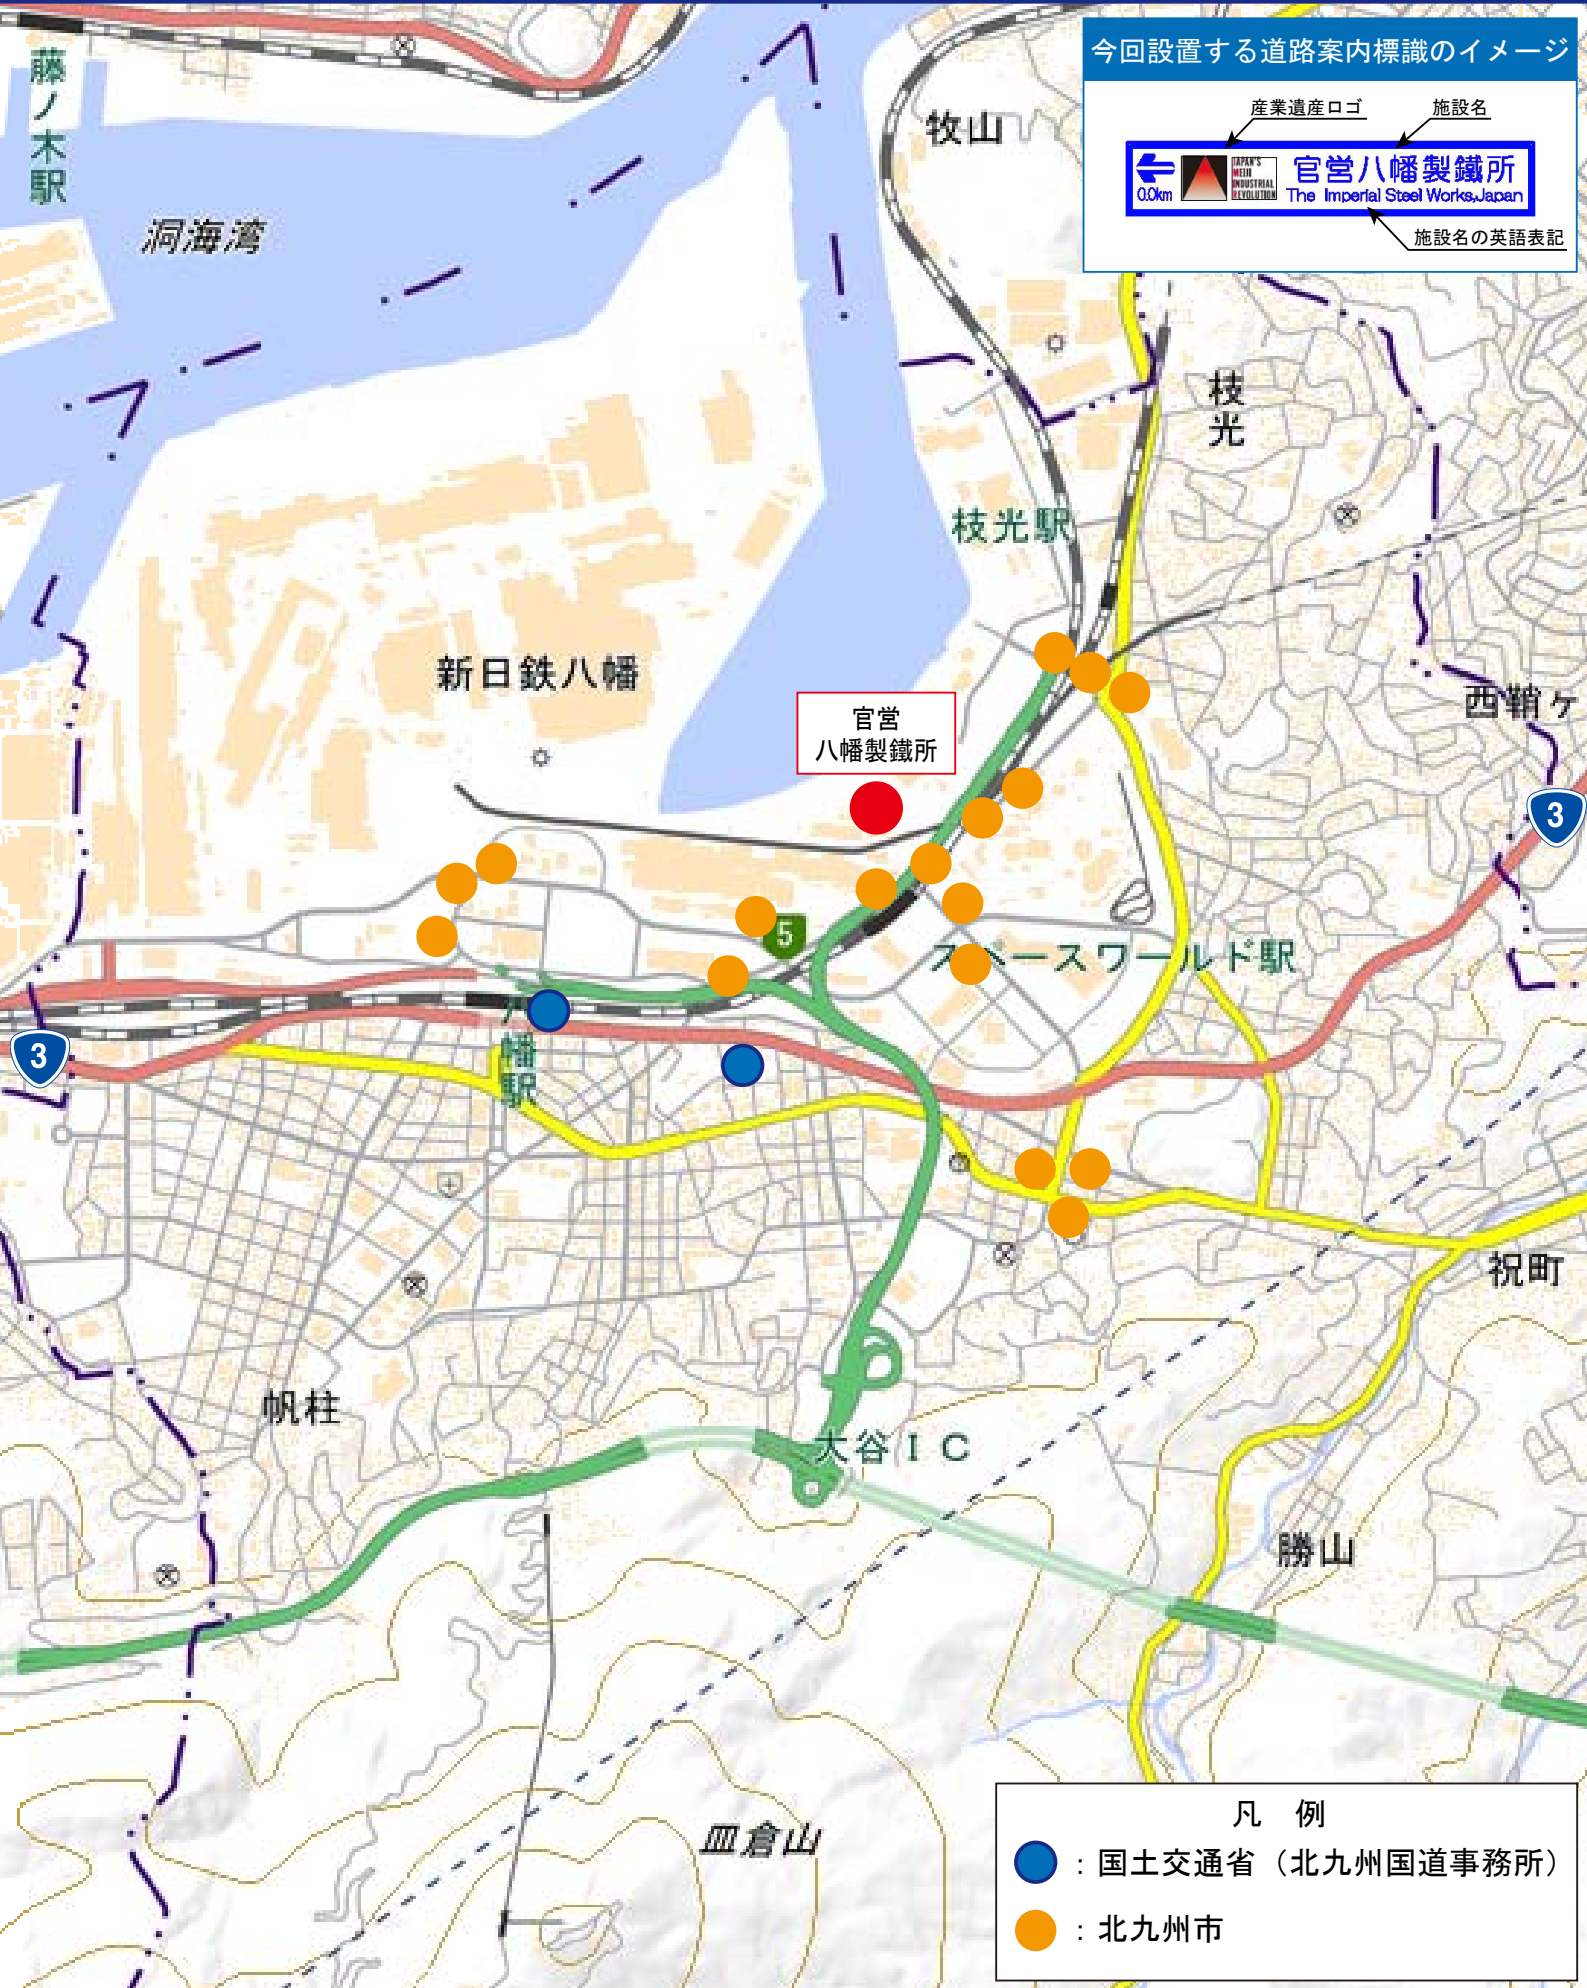 今回設置する道路案内標識のイメージ
産業遺産ロゴ
施設名
0.0km
JAPAN'S
MEIJI
INDUSTRIAL
REVOLUTION
官営八幡製鐵所
The Imperial Steel Works,Japan
施設名の英語表記
藤ノ木駅
洞海湾
牧山
枝光
枝光駅
新日鉄八幡
官営
八幡製鐵所
西鞘ヶ
3
5
スペースワールド駅
3
八幡駅
祝町
帆柱
大谷ＩＣ
勝山
皿倉山
凡　例
：国土交通省（北九州国道事務所）
：北九州市